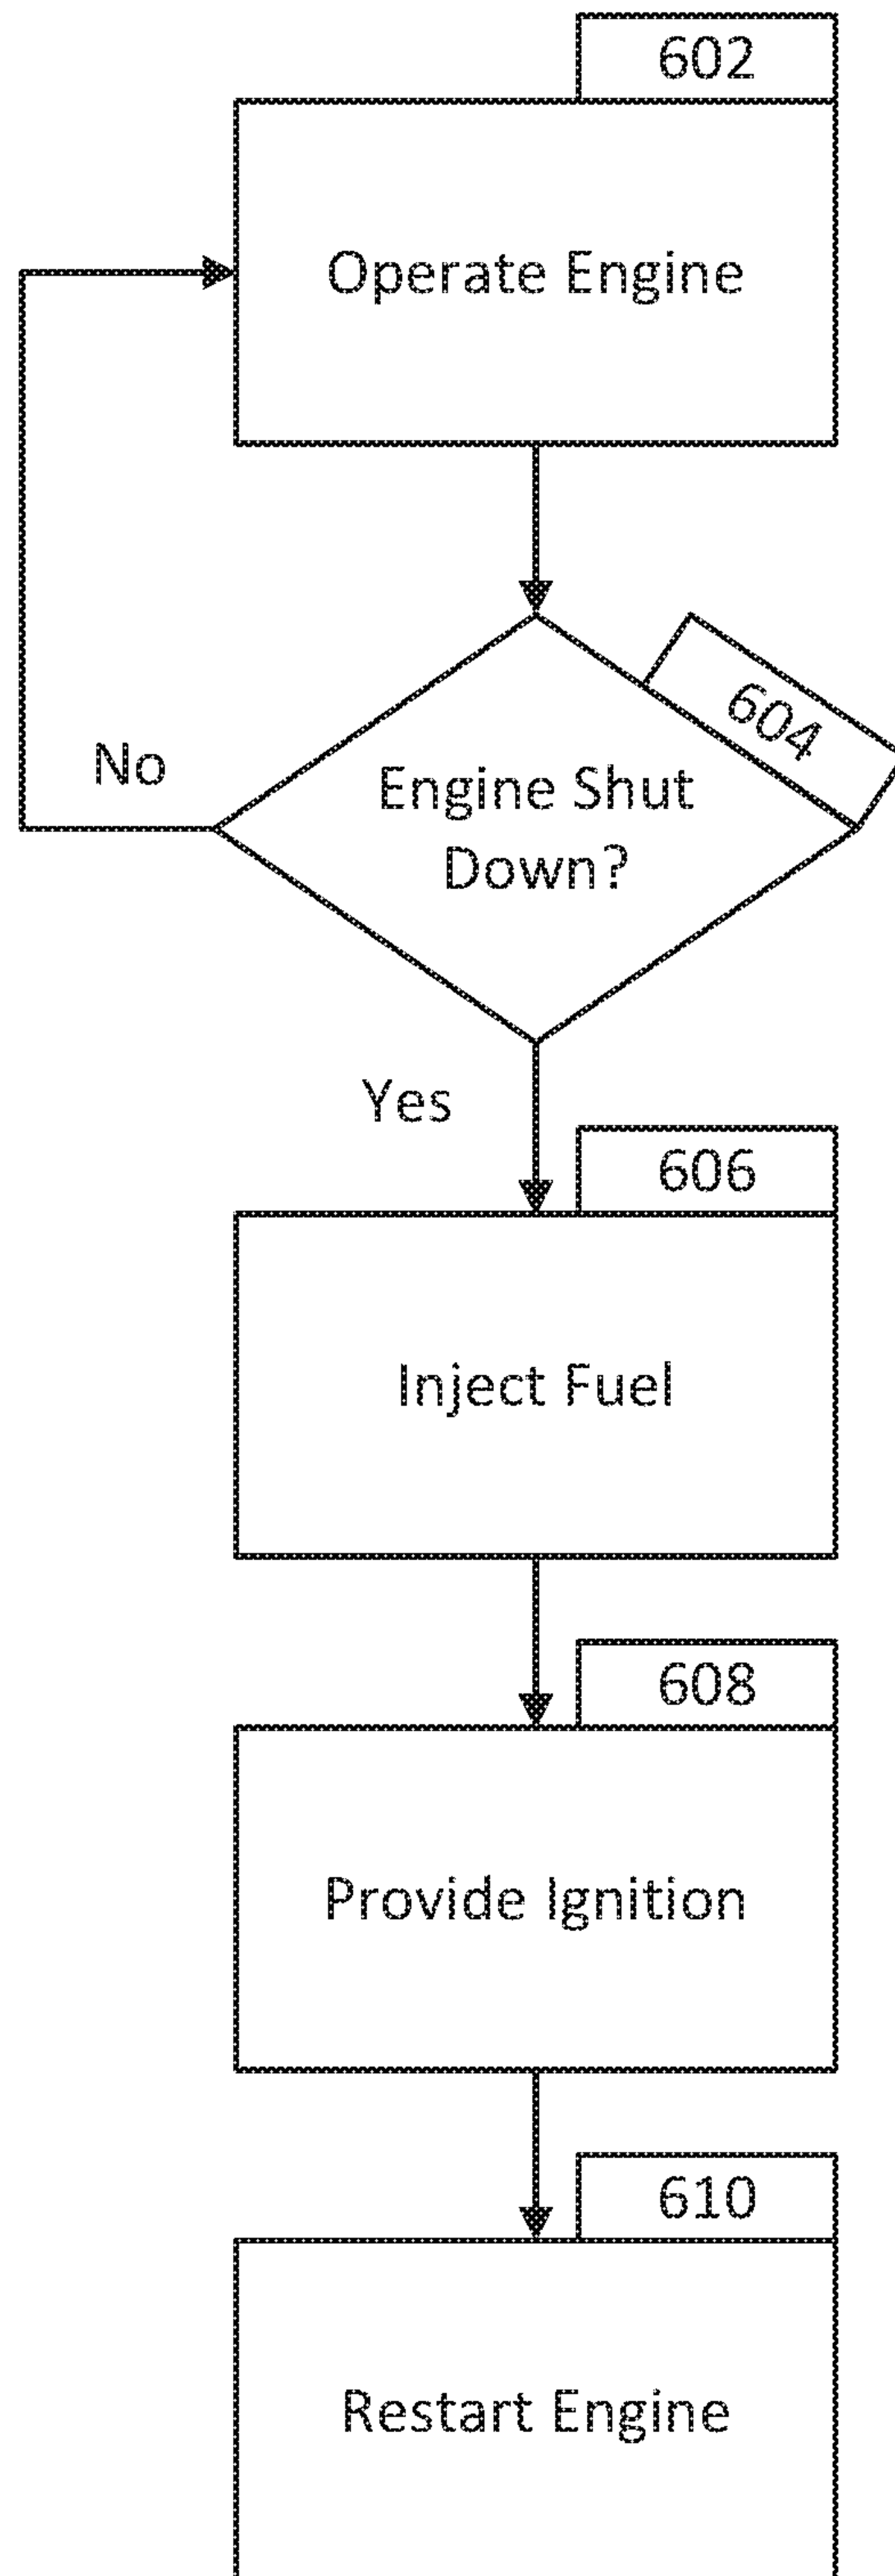 602
Operate Engine
604
No
Engine Shut
Down?
Yes
606
Inject Fuel
608
Provide Ignition
610
Restart Engine